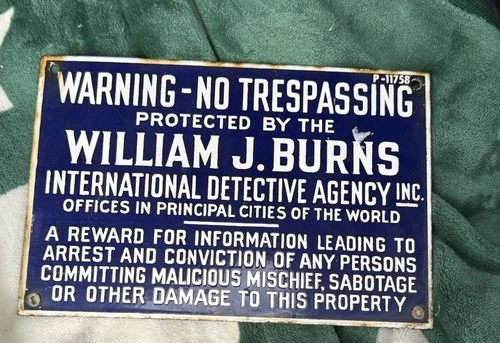 P-11758
WARNING-NO TRESPASSING
PROTECTED BY THE
WILLIAM J. BURNS
INTERNATIONAL DETECTIVE AGENCY INC.
OFFICES IN PRINCIPAL CITIES OF THE WORLD
A REWARD FOR INFORMATION LEADING TO
ARREST AND CONVICTION OF ANY PERSONS
COMMITTING MALICIOUS MISCHIEF, SABOTAGE
OR OTHER DAMAGE TO THIS PROPERTY